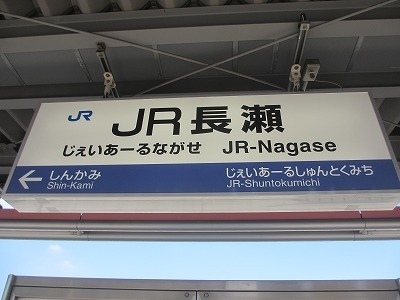 JR
JR長瀬
じぇいあーるながせ JR-Nagase
← しんかみ じぇいあーるしゅんとくみち
Shin-Kami JR-Shuntokumichi